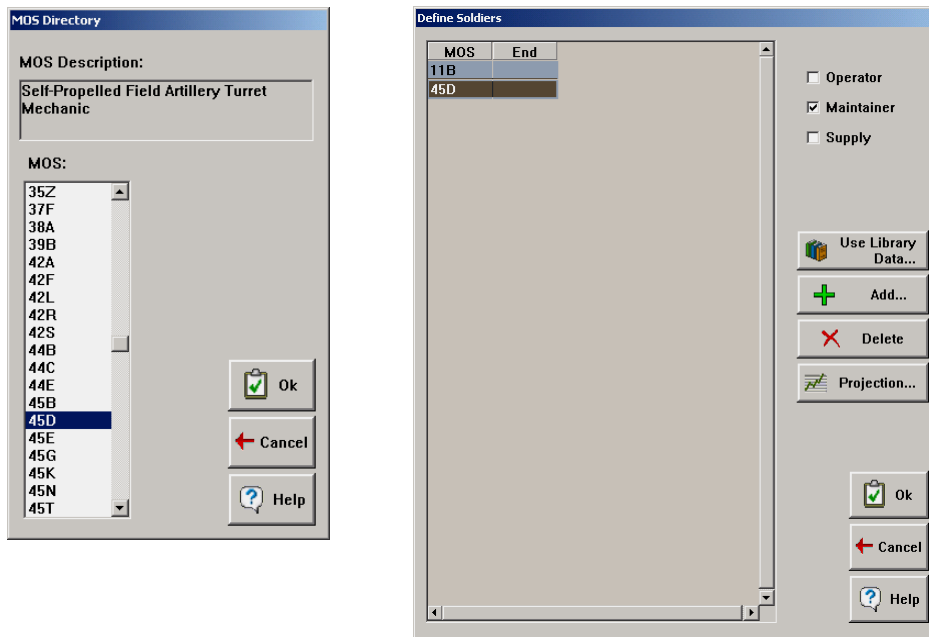 MOS Directory
MOS Description:
Self-Propelled Field Artillery Turret
Mechanic
MOS:
35Z
37F
38A
39B
42A
42F
42L
42R
42S
44B
44C
44E
45B
45D
45E
45G
45K
45N
45T
Ok
Cancel
Help
Define Soldiers
MOS End
11B
45D
Operator
Maintainer
Supply
Use Library
Data...
Add...
Delete
Projection...
Ok
Cancel
Help